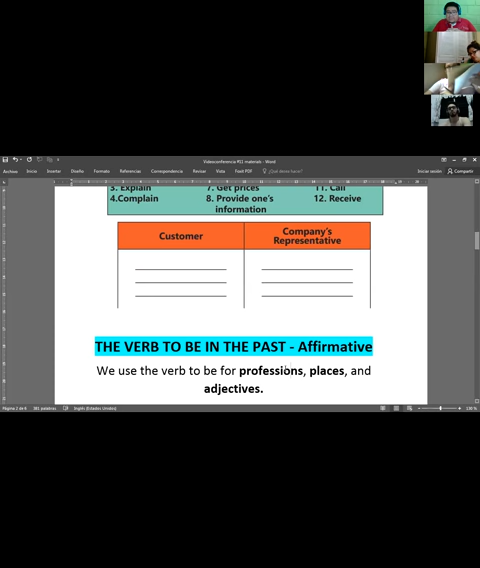 Videoconferencia #S1 materials - Word
Archivo Inicio Insertar Diseño Formato Referencias Correspondencia Revisar Vista Foxit PDF ¿Qué desea hacer? Iniciar sesión Compartir
3. Explain 7. Get prices 11. Call
4.Complain 8. Provide one's information 12. Receive
Customer Company's Representative
THE VERB TO BE IN THE PAST - Affirmative
We use the verb to be for professions, places, and
adjectives.
Página 2 de 6 381 palabras Inglés (Estados Unidos)